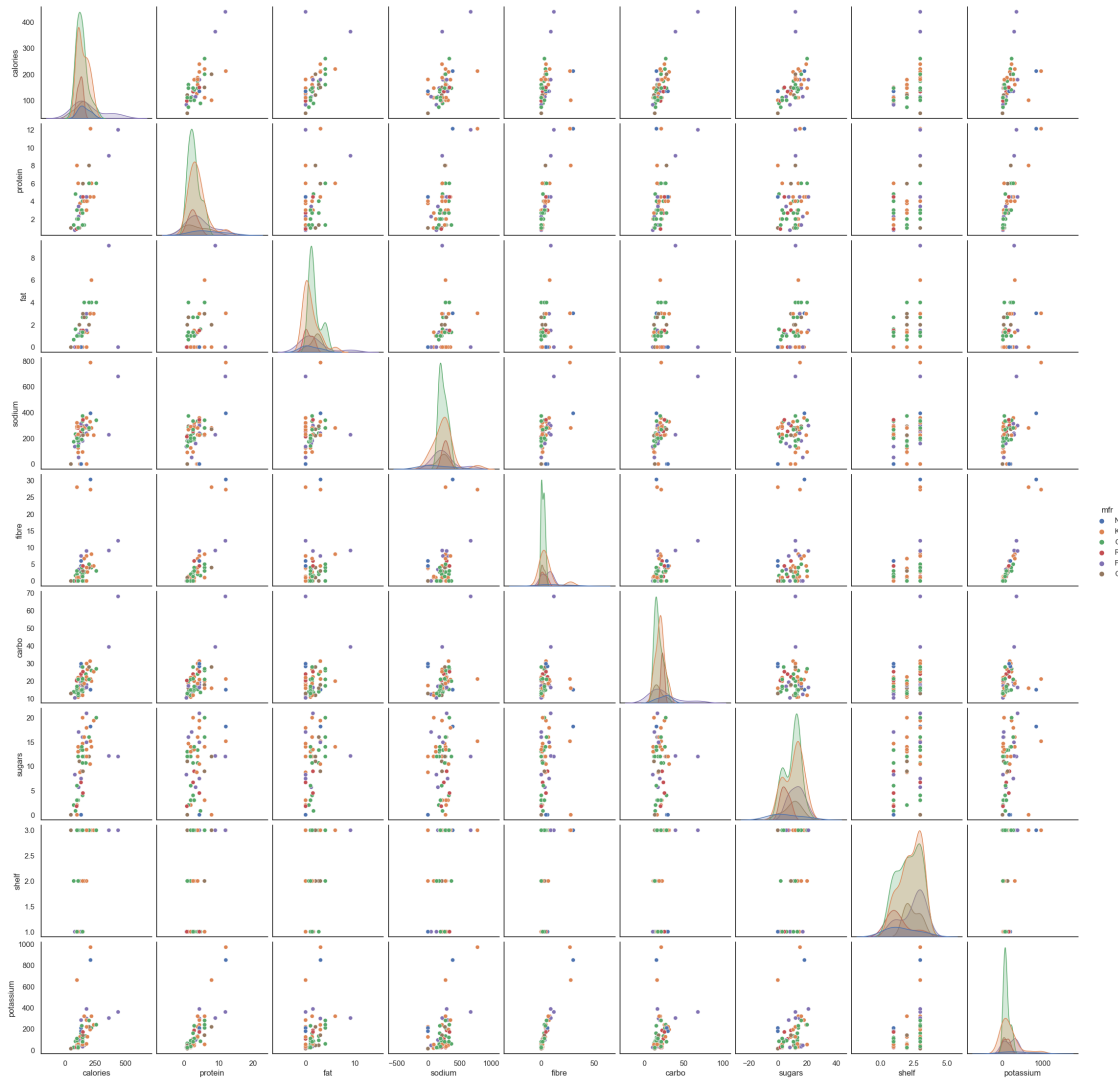 calories
400
300
200
100
protein
12
10
8
6
4
2
fat
8
6
4
2
0
sodium
800
600
400
200
0
fibre
30
25
20
15
10
5
0
mfr
N
K
carbo
70
60
50
40
30
20
10
sugars
20
15
10
5
0
shelf
3.0
2.5
2.0
1.5
1.0
potassium
1000
800
600
400
200
0
0 250 500
0 10 20
0 10
−500 0 500 1000
0 50
0 50 100
−20 0 20 40
0.0 2.5 5.0
0 1000
calories protein fat sodium fibre carbo sugars shelf potassium